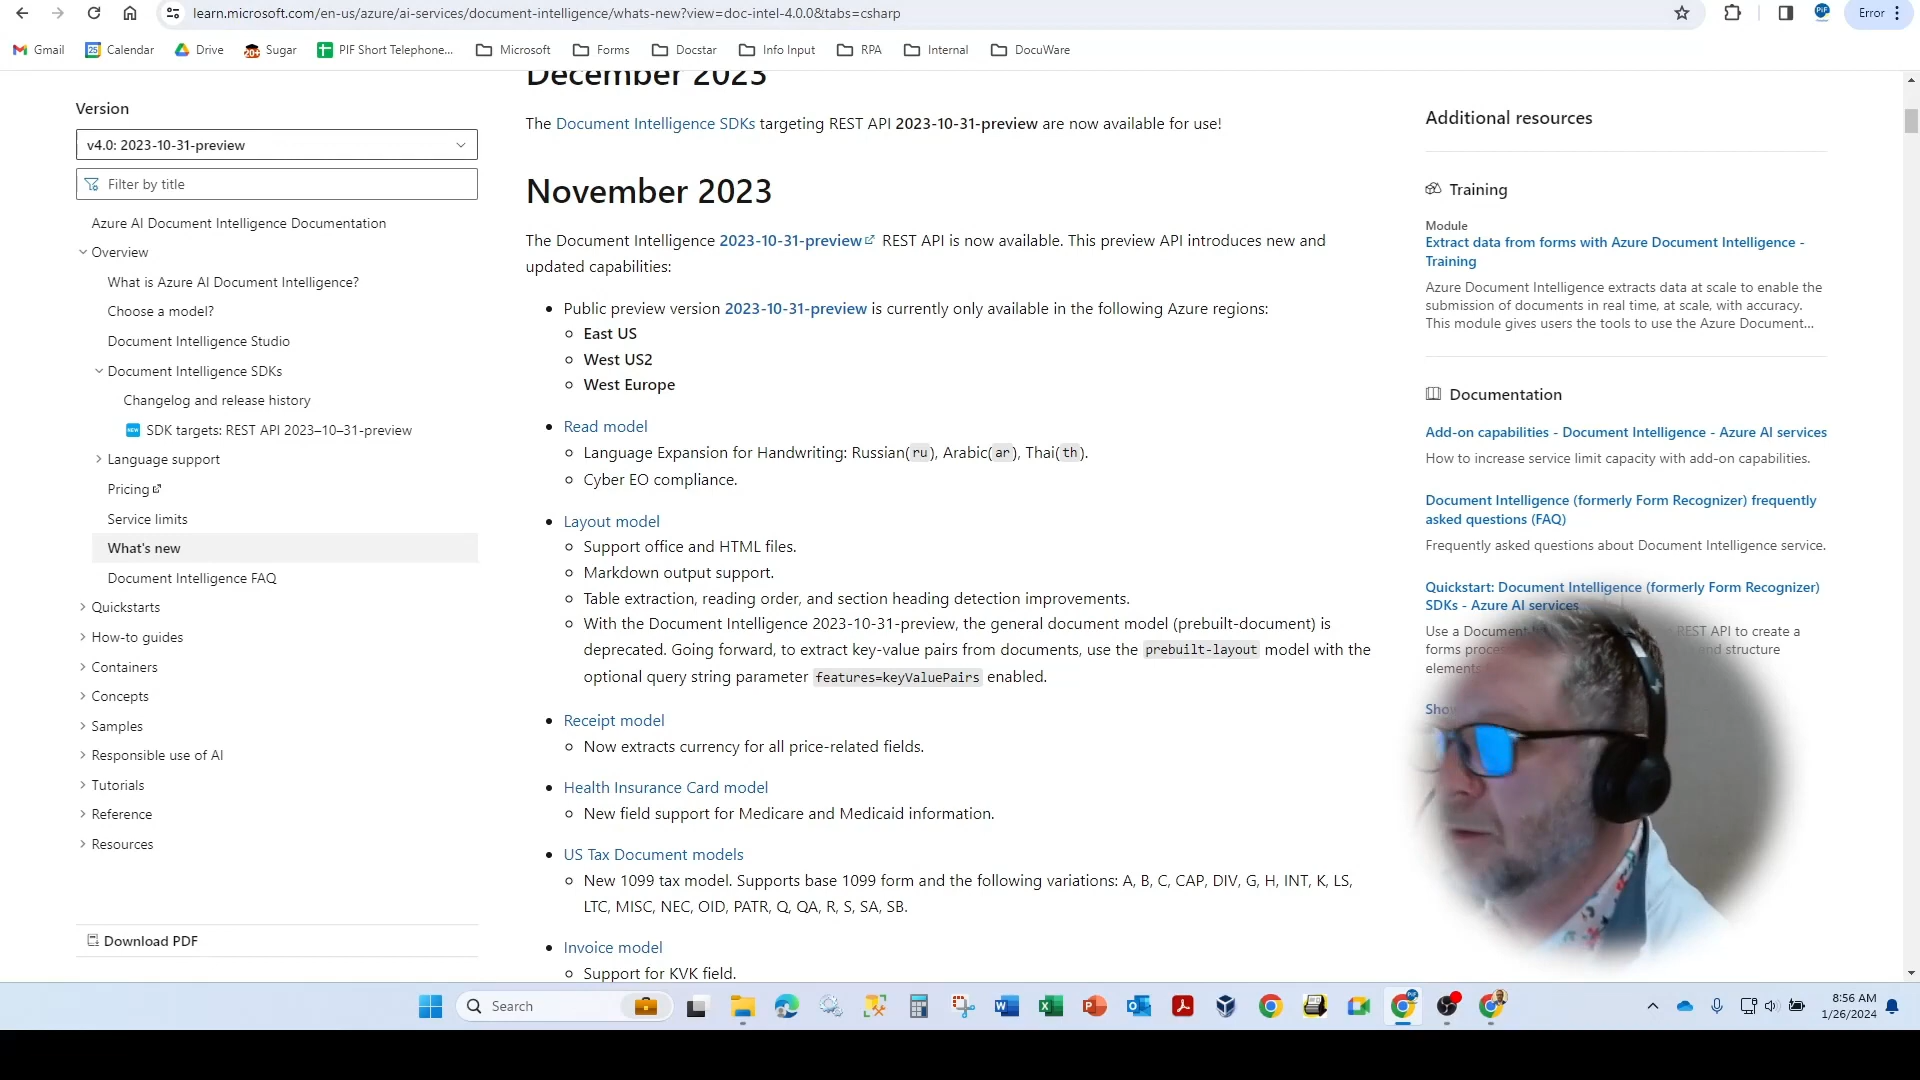 learn.microsoft.com/en-us/azure/ai-services/document-intelligence/whats-new?view=doc-intel-4.0.0&tabs=csharp
Error
Gmail
Calendar
Drive
Sugar
PIF Short Telephone...
Microsoft
Forms
Docstar
Info Input
RPA
Internal
DocuWare
Version
v4.0: 2023-10-31-preview
Filter by title
Azure AI Document Intelligence Documentation
Overview
What is Azure AI Document Intelligence?
Choose a model?
Document Intelligence Studio
Document Intelligence SDKs
Changelog and release history
NEW SDK targets: REST API 2023–10–31-preview
Language support
Pricing
Service limits
What's new
Document Intelligence FAQ
Quickstarts
How-to guides
Containers
Concepts
Samples
Responsible use of AI
Tutorials
Reference
Resources
Download PDF
December 2023
The Document Intelligence SDKs targeting REST API 2023-10-31-preview are now available for use!
November 2023
The Document Intelligence 2023-10-31-preview REST API is now available. This preview API introduces new and
updated capabilities:
Public preview version 2023-10-31-preview is currently only available in the following Azure regions:
East US
West US2
West Europe
Read model
Language Expansion for Handwriting: Russian(ru), Arabic(ar), Thai(th).
Cyber EO compliance.
Layout model
Support office and HTML files.
Markdown output support.
Table extraction, reading order, and section heading detection improvements.
With the Document Intelligence 2023-10-31-preview, the general document model (prebuilt-document) is
deprecated. Going forward, to extract key-value pairs from documents, use the prebuilt-layout model with the
optional query string parameter features=keyValuePairs enabled.
Receipt model
Now extracts currency for all price-related fields.
Health Insurance Card model
New field support for Medicare and Medicaid information.
US Tax Document models
New 1099 tax model. Supports base 1099 form and the following variations: A, B, C, CAP, DIV, G, H, INT, K, LS,
LTC, MISC, NEC, OID, PATR, Q, QA, R, S, SA, SB.
Invoice model
Support for KVK field.
Additional resources
Training
Module
Extract data from forms with Azure Document Intelligence -
Training
Azure Document Intelligence extracts data at scale to enable the
submission of documents in real time, at scale, with accuracy.
This module gives users the tools to use the Azure Document...
Documentation
Add-on capabilities - Document Intelligence - Azure AI services
How to increase service limit capacity with add-on capabilities.
Document Intelligence (formerly Form Recognizer) frequently
asked questions (FAQ)
Frequently asked questions about Document Intelligence service.
Quickstart: Document Intelligence (formerly Form Recognizer)
SDKs - Azure AI services
Use a Document REST API to create a
forms and structure
elements
Search
8:56 AM
1/26/2024